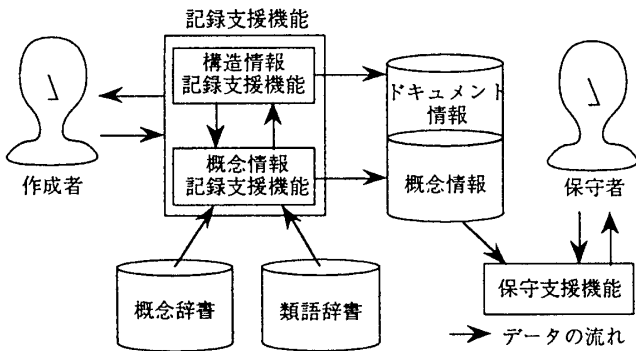 記録支援機能
構造情報
記録支援機能
概念情報
記録支援機能
ドキュメント
情報
概念情報
作成者
保守者
概念辞書
類語辞書
保守支援機能
データの流れ